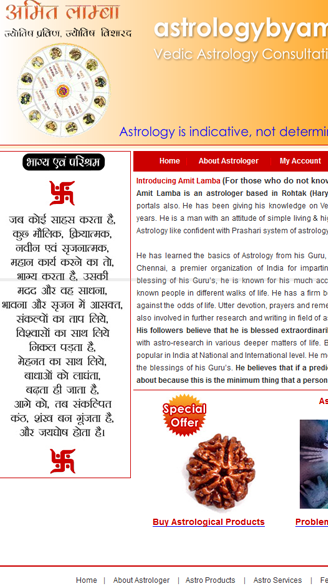 अमित लाम्बा
ज्योतिष प्रविण, ज्योतिष विशारद
astrologybyam
Vedic Astrology Consultati
Astrology is indicative, not determin
भाग्य एवं परिश्रम
जब कोई साहस करता है,
कुछ मौलिक, क्रियात्मक,
नवीन एवं सृजनात्मक,
महान कार्य करने का तो,
भाग्य करता है, उसकी
मदद और वह साधना,
भावना और सृजन में आसक्त,
संकल्पों का ताप लिये,
विश्वासों का साथ लिये
निकल पड़ता है,
मेहनत का साथ लिये,
बाधाओं को लांघता,
बढ़ता ही जाता है,
आगे को, तब संकल्पित
कंठ, शंख बन गूंजता है,
और जयघोष होता है।
Home About Astrologer My Account
Introducing Amit Lamba (For those who do not know
Amit Lamba is an astrologer based in Rohtak (Hary
portals also. He has been giving his knowledge on Ve
years. He is a man with an attitude of simple living & hig
Astrology like confident with Prashari system of astrology
He has learned the basics of Astrology from his Guru,
Chennai, a premier organization of India for impartin
blessing of his Guru's; he is known for his much acc
known people in different walks of life. He has a firm b
against the odds of life. Utter devotion, prayers and reme
also involved in further research and writing in field of a
His followers believe that he is blessed extraordinaril
with astro-research in various deeper matters of life. B
popular in India at National and International level. He m
the blessings of his Guru's. He believes that if a predi
about because this is the minimum thing that a person
As
Special
Offer
Buy Astrological Products
Problem
Home | About Astrologer | Astro Products | Astro Services | Fe